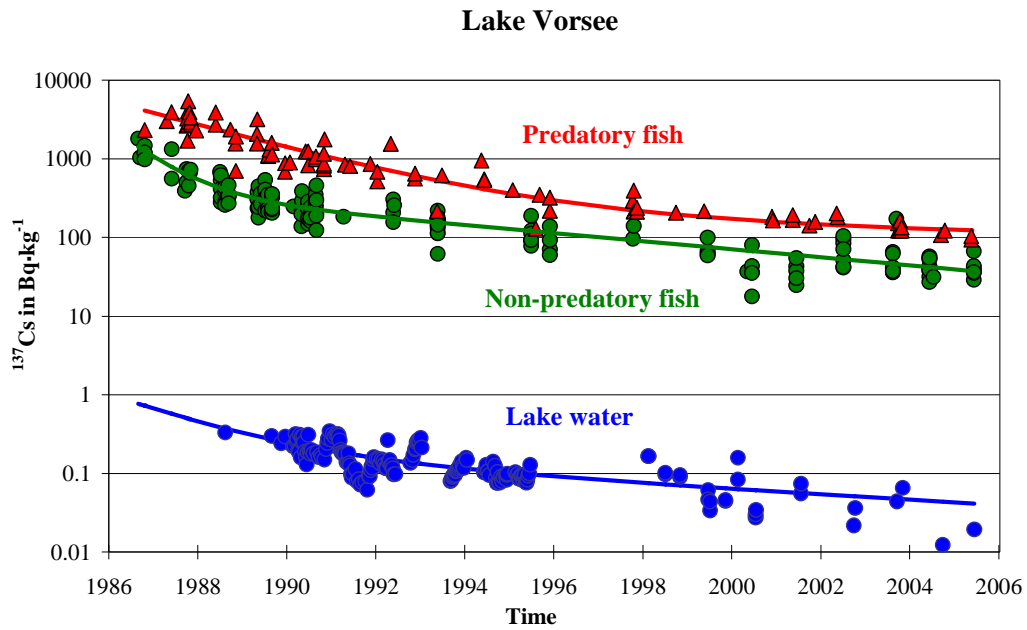 Lake Vorsee
10000
1000
100
10
1
0.1
0.01
¹³⁷Cs in Bq·kg⁻¹
Predatory fish
Non-predatory fish
Lake water
1986 1988 1990 1992 1994 1996 1998 2000 2002 2004 2006
Time